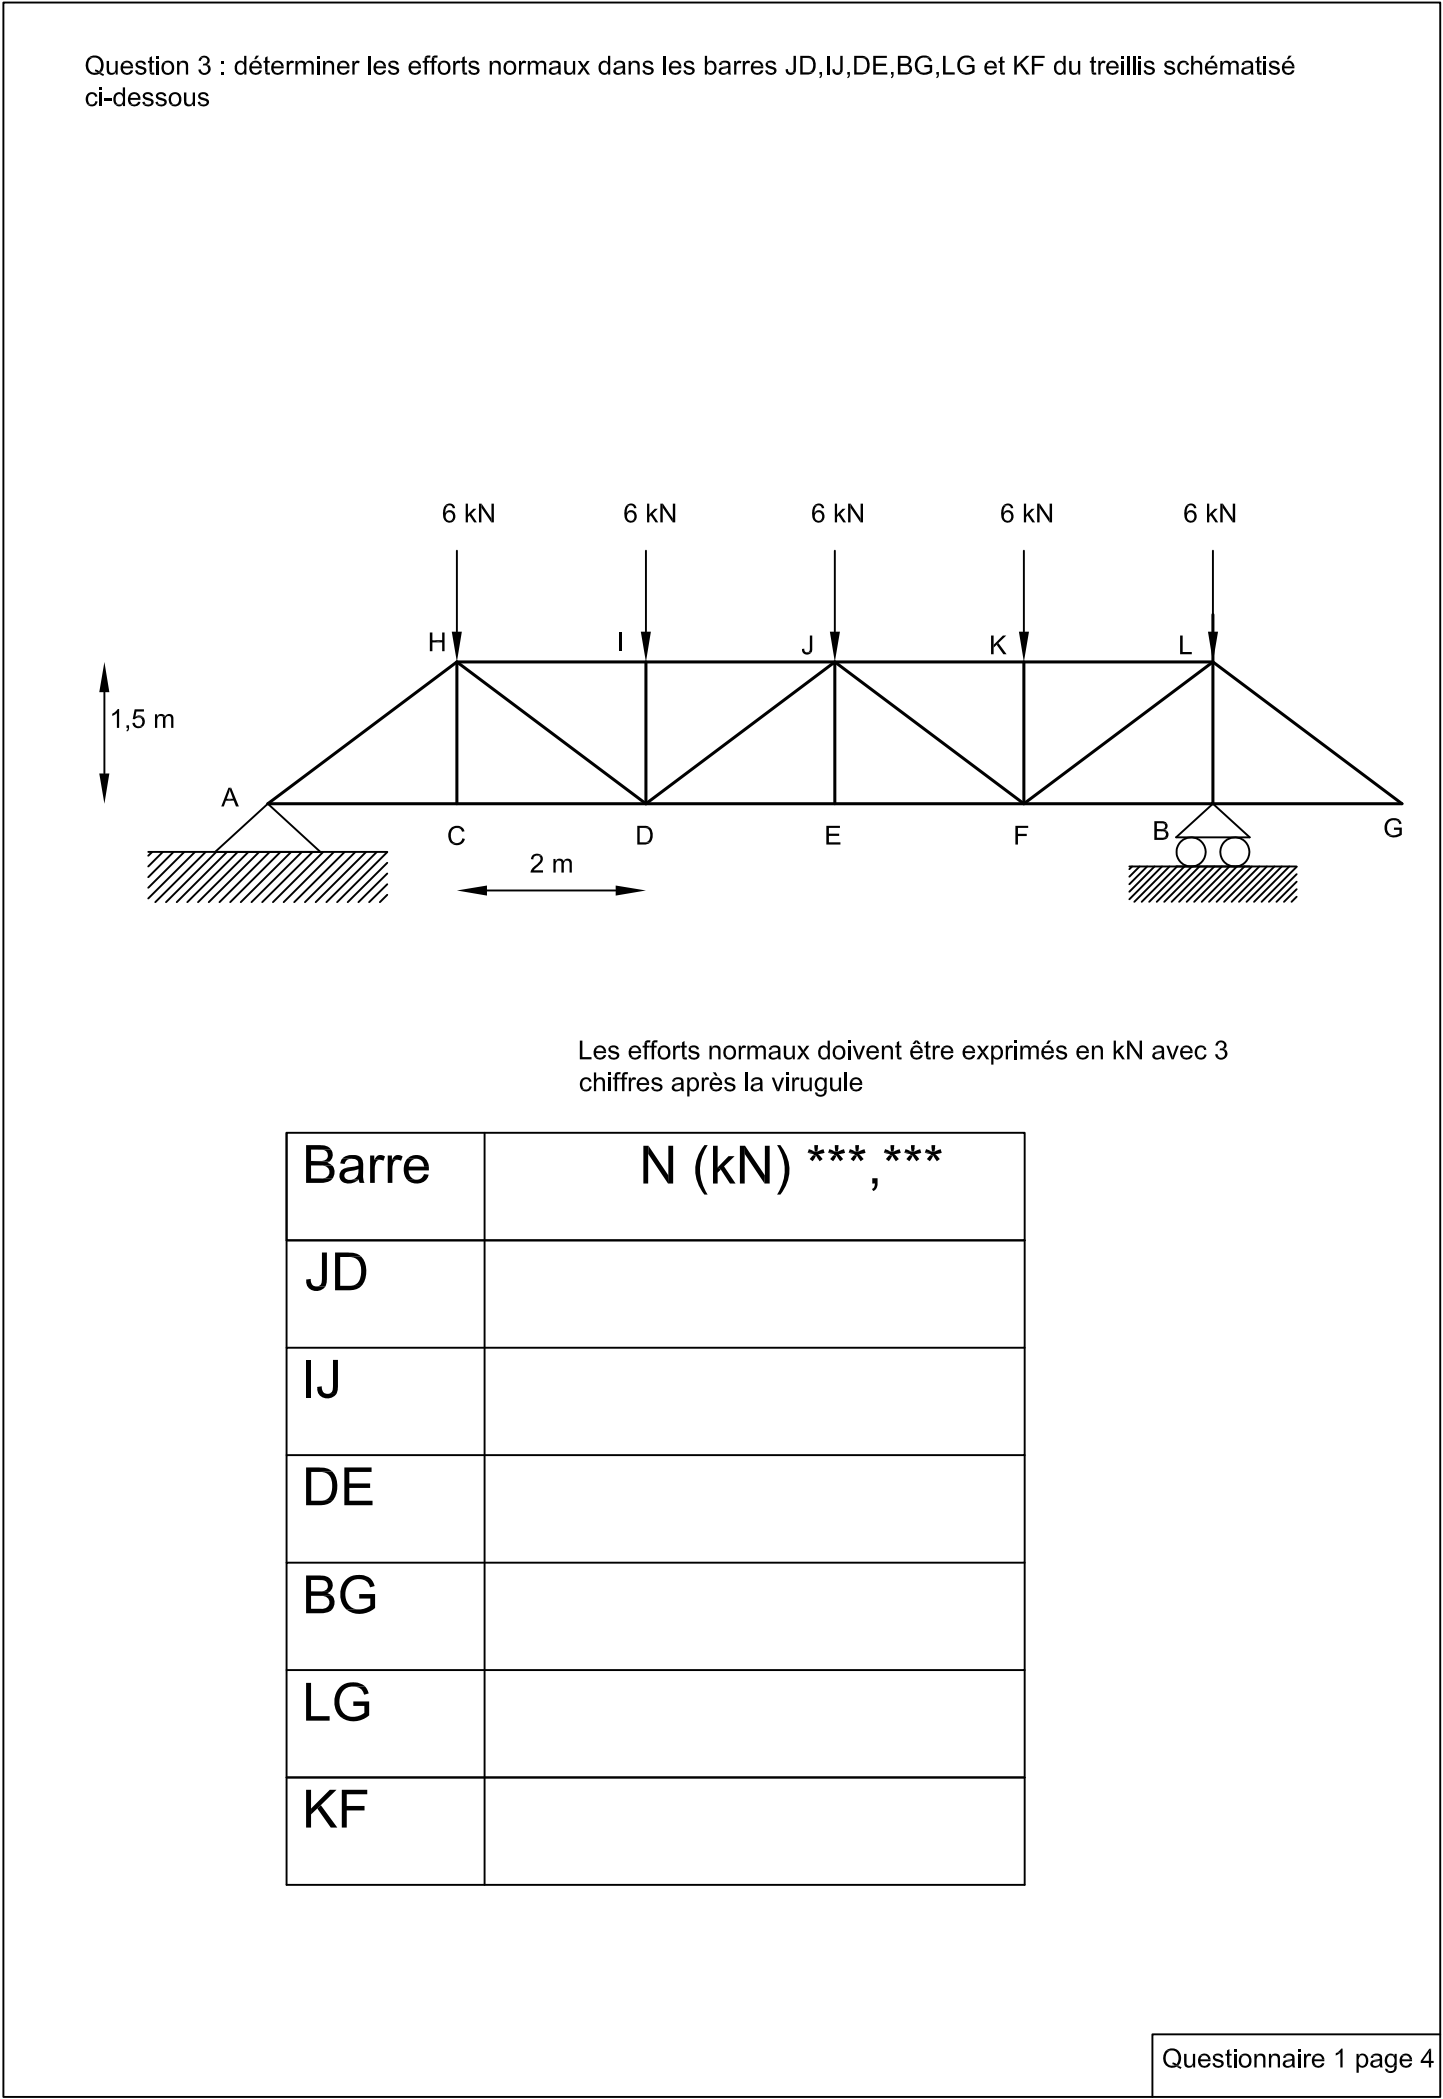 Question 3 : déterminer les efforts normaux dans les barres JD,IJ,DE,BG,LG et KF du treillis schématisé
ci-dessous
6 kN 6 kN 6 kN 6 kN 6 kN
H I J K L
1,5 m
A
C D E F B G
2 m
Les efforts normaux doivent être exprimés en kN avec 3
chiffres après la virugule
Barre N (kN) ***,***
JD
IJ
DE
BG
LG
KF
Questionnaire 1 page 4